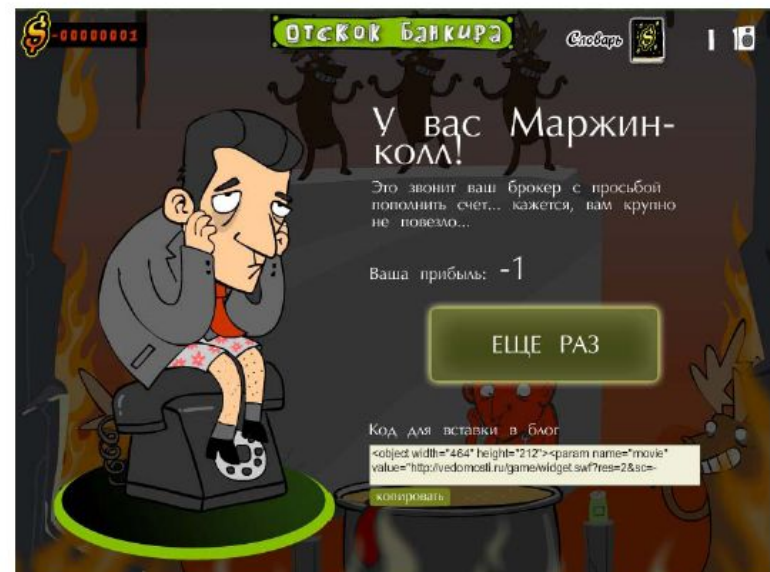 $-00000001
ОТСКОК БАНКИРА
Словарь
$
У вас Маржин-
колл!
Это звонит ваш брокер с просьбой
пополнить счет... кажется, вам крупно
не повезло...
Ваша прибыль: -1
ЕЩЕ РАЗ
Код для вставки в блог
<object width="464" height="212"><param name="movie"
value="http://vedomosti.ru/game/widget.swf?res=2&sc=-
копировать